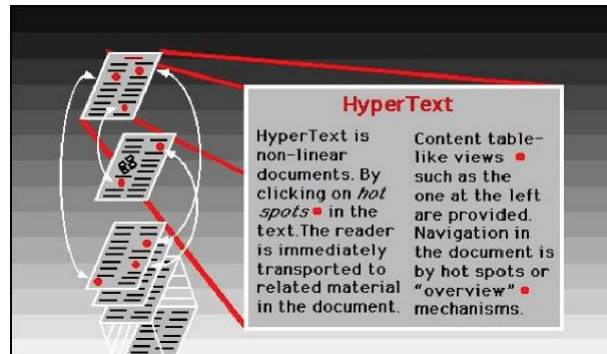 HyperText
HyperText is
non-linear
documents. By
clicking on hot
spots in the
text.The reader
is immediately
transported to
related material
in the document.
Content table-
like views
such as the
one at the left
are provided.
Navigation in
the document is
by hot spots or
“overview”
mechanisms.